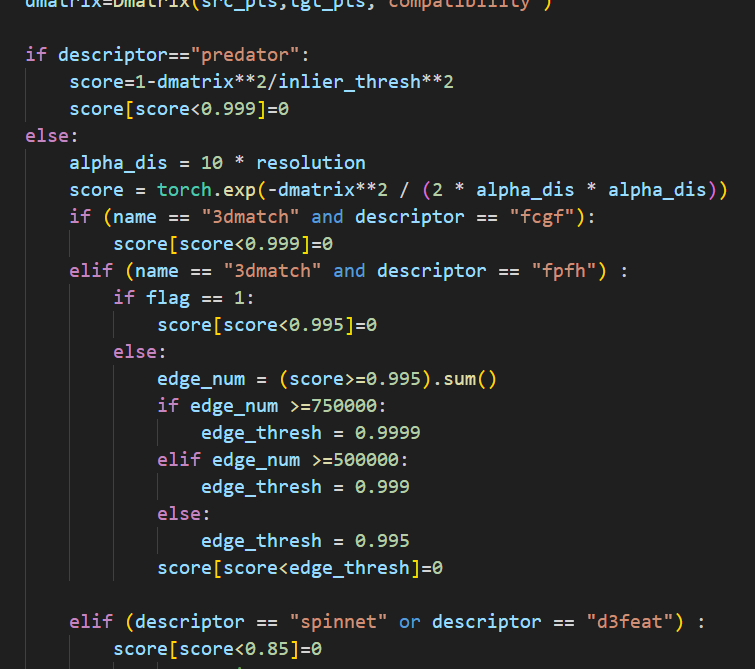 dmatrix=Dmatrix(src_pts,tgt_pts, compatibility )
if descriptor=="predator":
score=1-dmatrix**2/inlier_thresh**2
score[score<0.999]=0
else:
alpha_dis = 10 * resolution
score = torch.exp(-dmatrix**2 / (2 * alpha_dis * alpha_dis))
if (name == "3dmatch" and descriptor == "fcgf"):
score[score<0.999]=0
elif (name == "3dmatch" and descriptor == "fpfh") :
if flag == 1:
score[score<0.995]=0
else:
edge_num = (score>=0.995).sum()
if edge_num >=750000:
edge_thresh = 0.9999
elif edge_num >=500000:
edge_thresh = 0.999
else:
edge_thresh = 0.995
score[score<edge_thresh]=0
elif (descriptor == "spinnet" or descriptor == "d3feat") :
score[score<0.85]=0